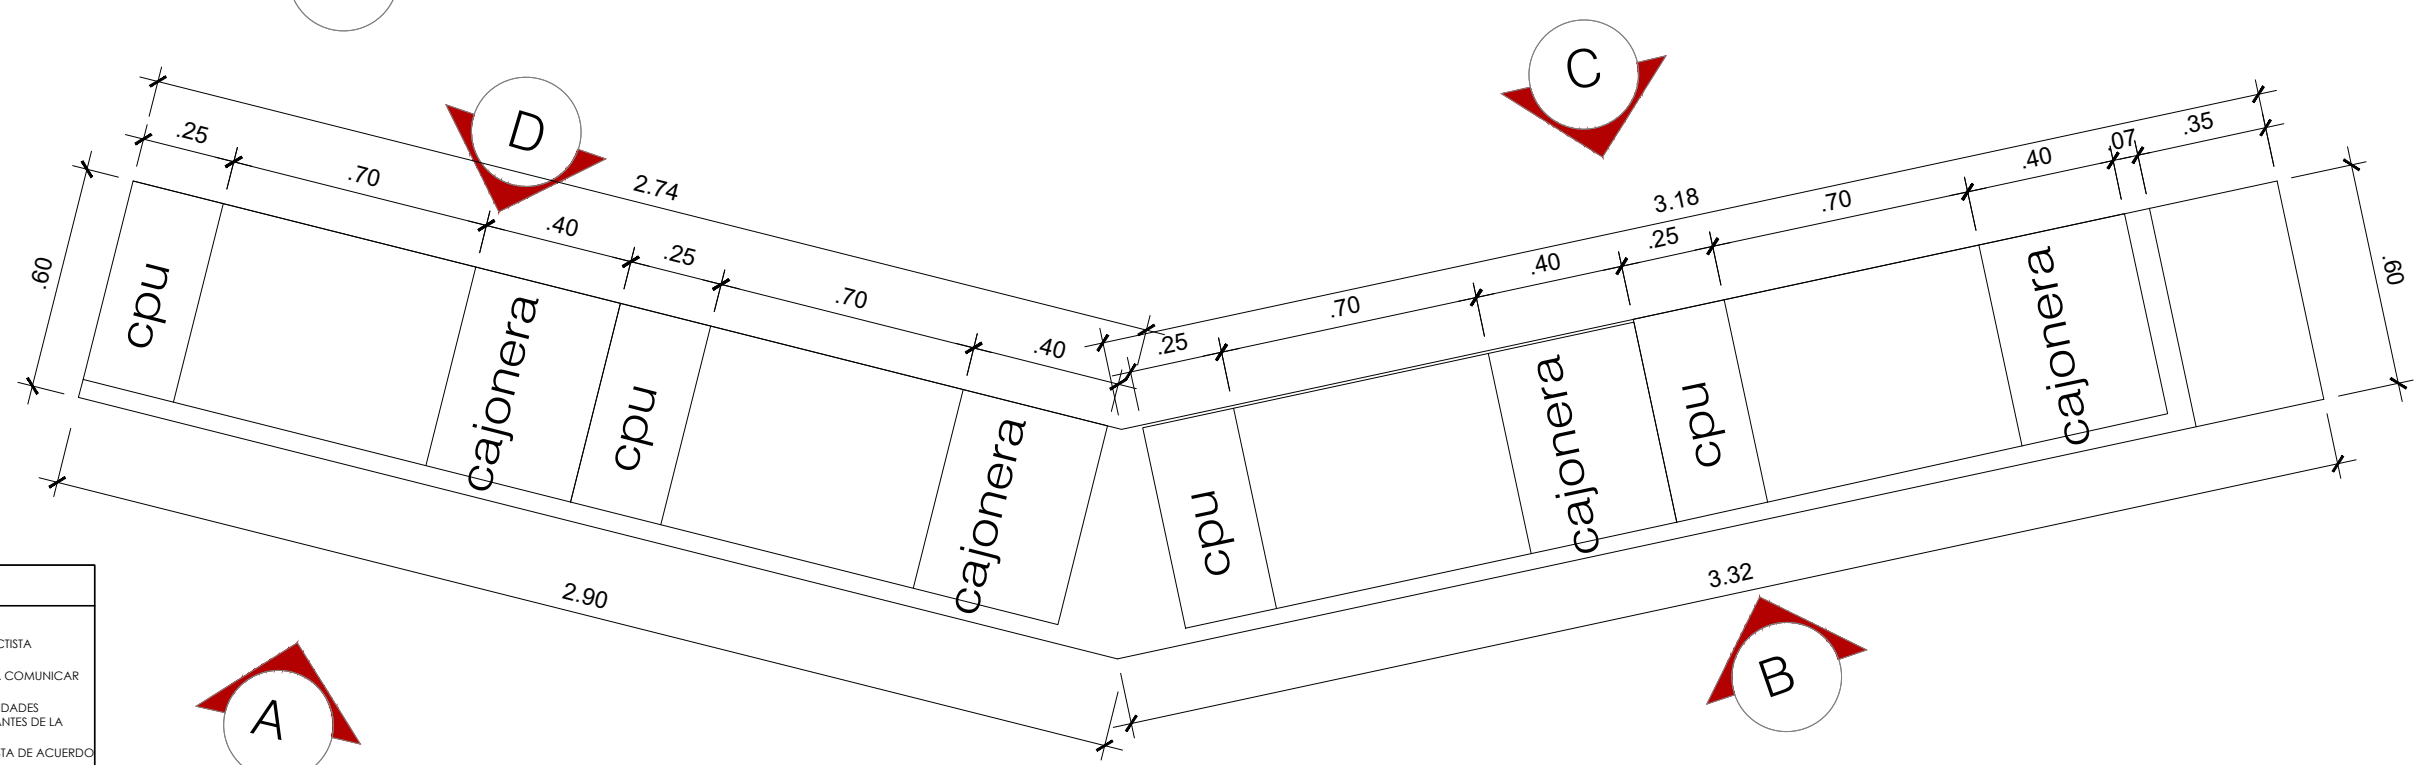 D
C
.25
.70
2.74
.40
.25
.70
.40
.60
cpu
cajonera
cpu
cajonera
2.90
3.18
.25
.70
.40
.25
.70
.40
.07
.35
.60
cpu
cajonera
cpu
cajonera
3.32
A
B
CTISTA
COMUNICAR
DADES
ANTES DE LA
TA DE ACUERDO